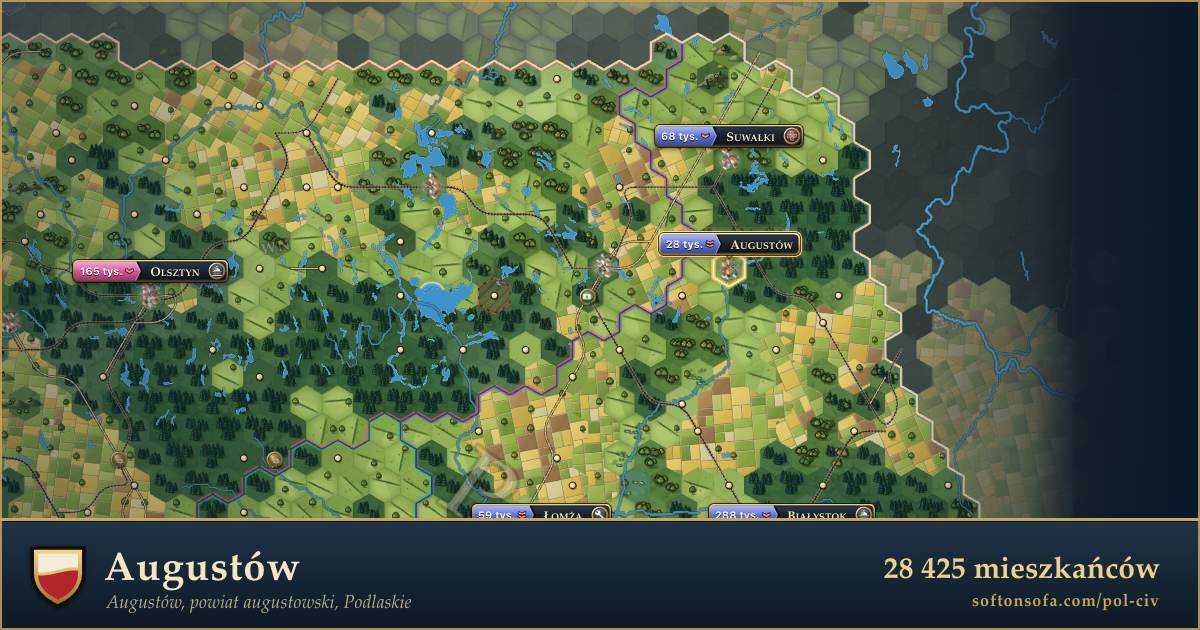 68 tys. Suwałki
28 tys. Augustów
165 tys. Olsztyn
59 tys. Łomża
288 tys. Białystok
Augustów
28 425 mieszkańców
Augustów, powiat augustowski, Podlaskie
softonsofa.com/pol-civ